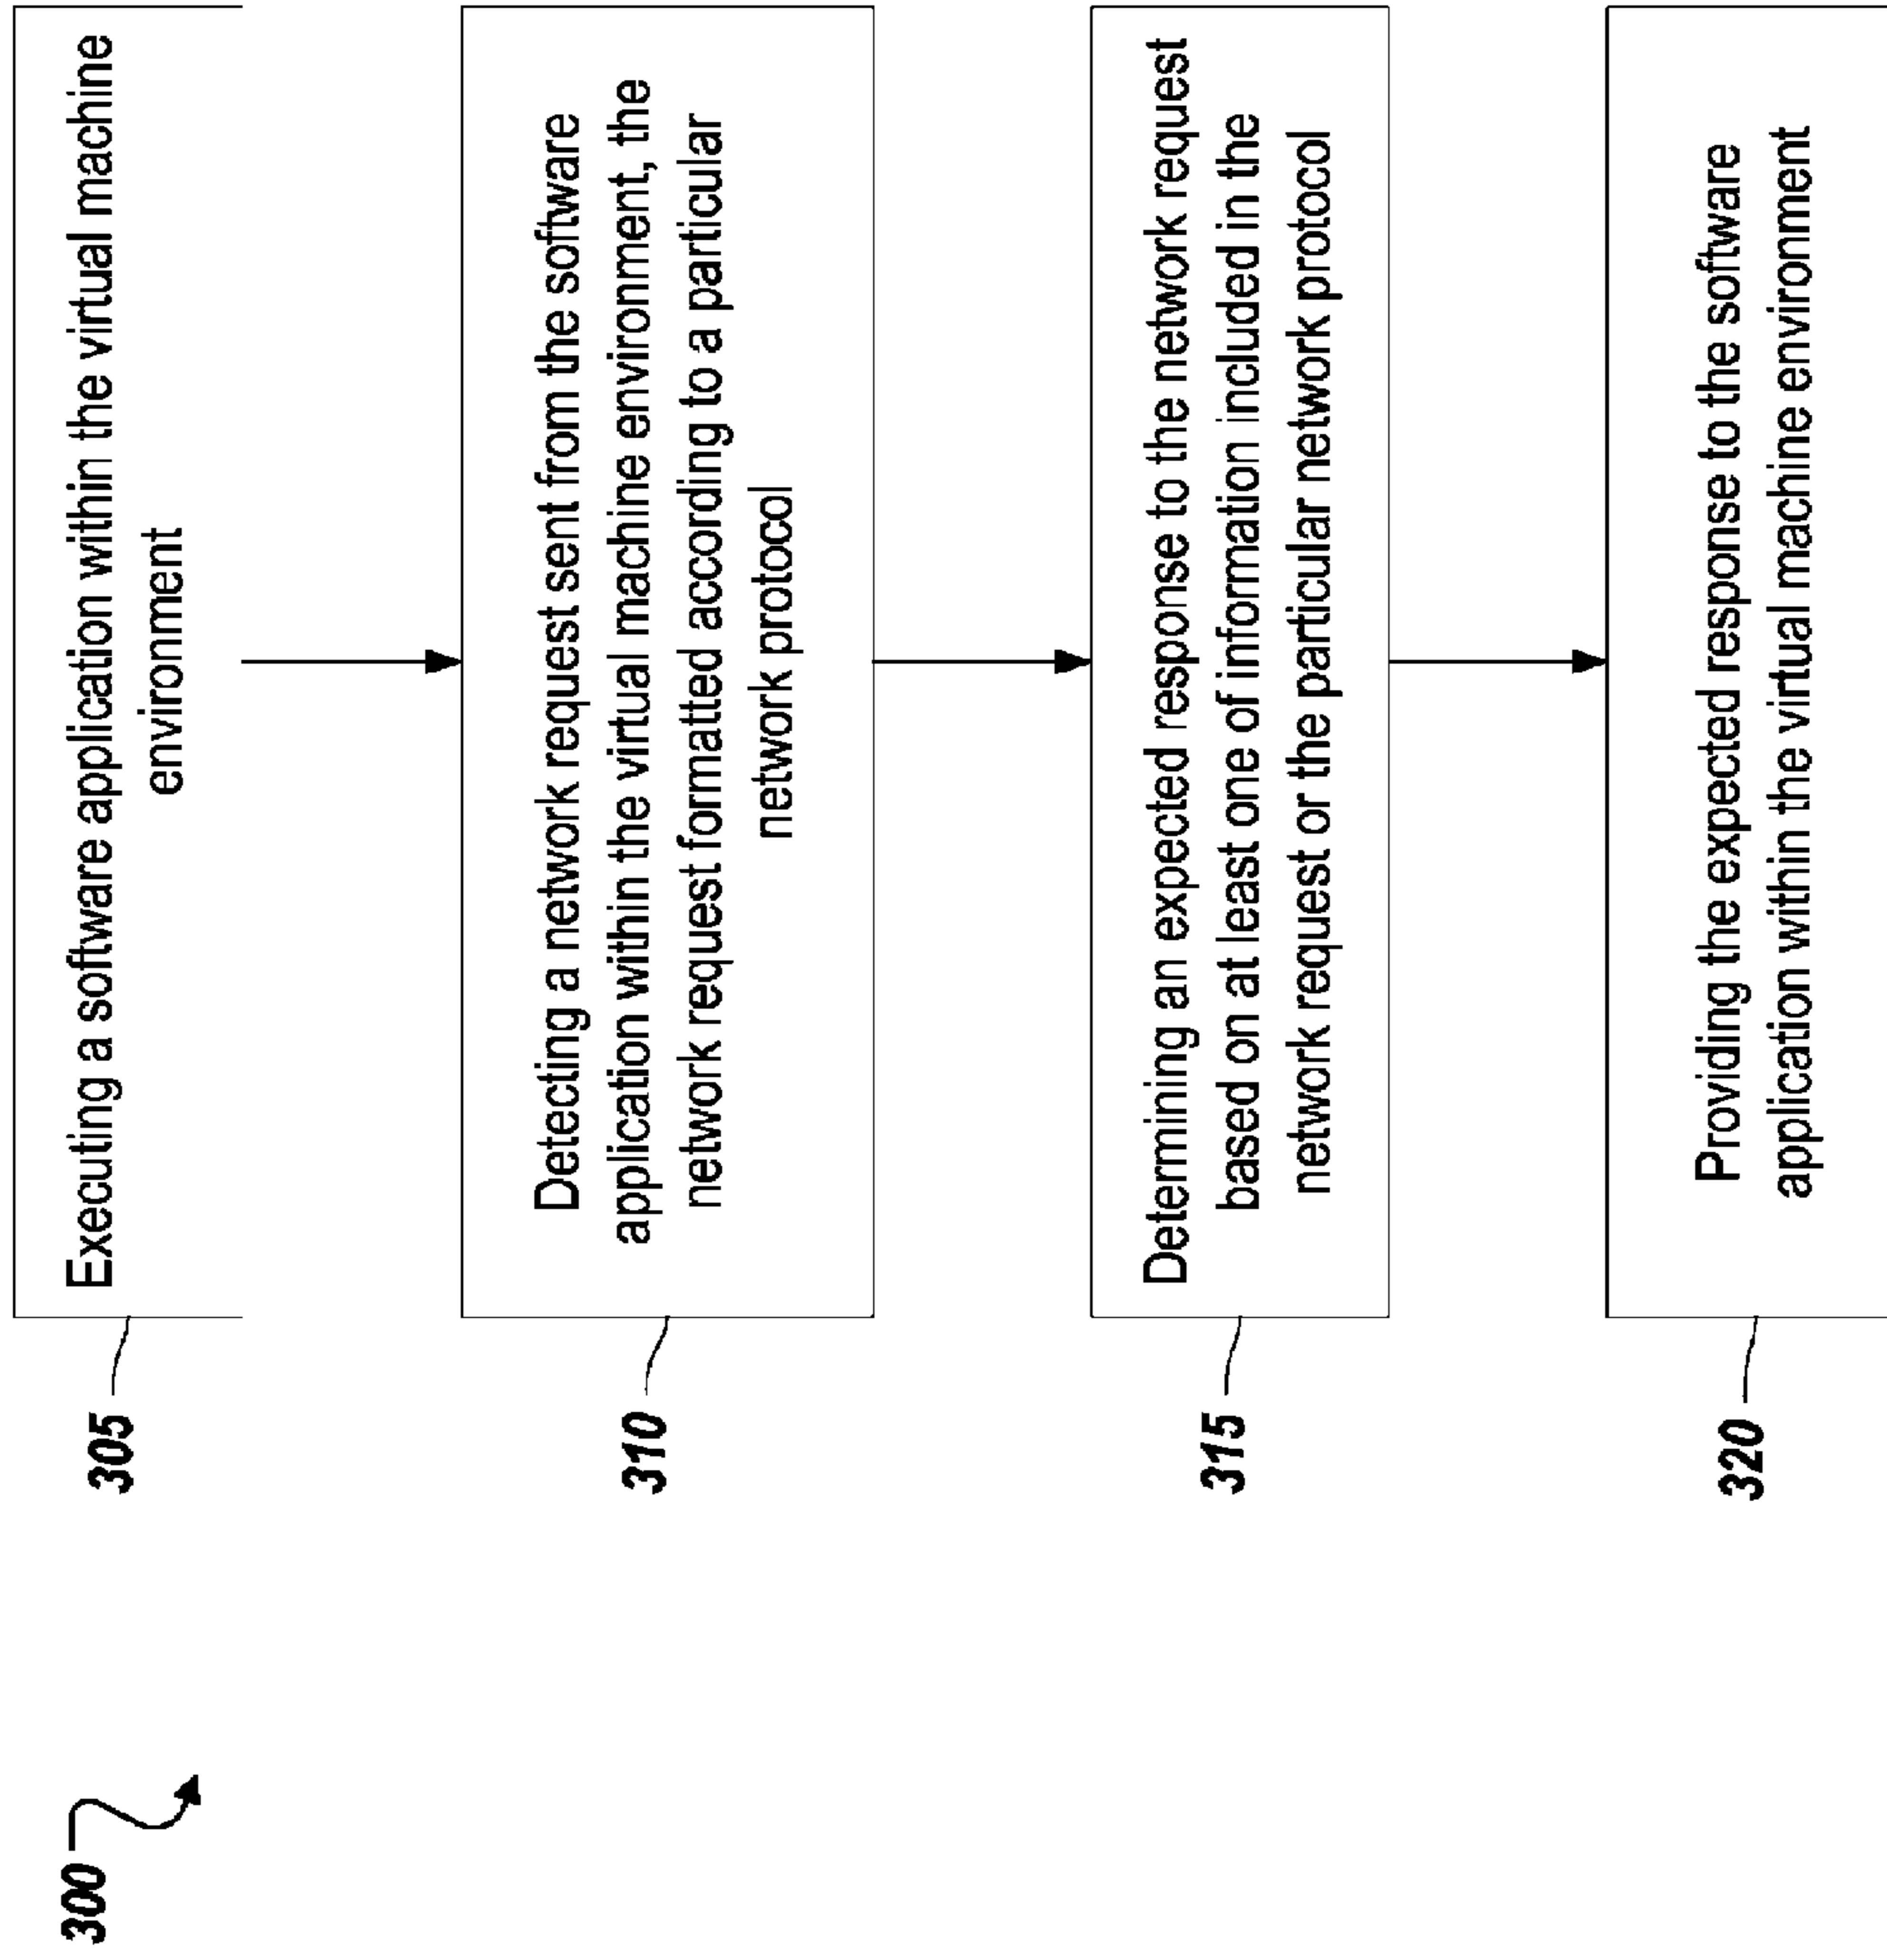 300
305
Executing a software application within the virtual machine
environment
310
Detecting a network request sent from the software
application within the virtual machine environment, the
network request formatted according to a particular
network protocol
315
Determining an expected response to the network request
based on at least one of information included in the
network request or the particular network protocol
320
Providing the expected response to the software
application within the virtual machine environment